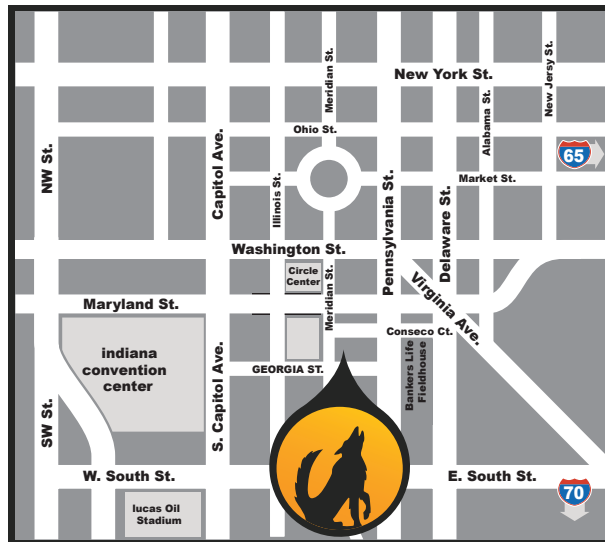 New York St.
Meridian St.
New Jersy St.
Alabama St.
Ohio St.
NW St.
Capitol Ave.
65
Illinois St.
Market St.
Pennsylvania St.
Delaware St.
Washington St.
Circle
Center
Meridian St.
Virginia Ave.
Maryland St.
Conseco Ct.
indiana
convention
center
S. Capitol Ave.
GEORGIA ST.
Bankers Life
Fieldhouse
SW St.
W. South St.
E. South St.
70
lucas Oil
Stadium